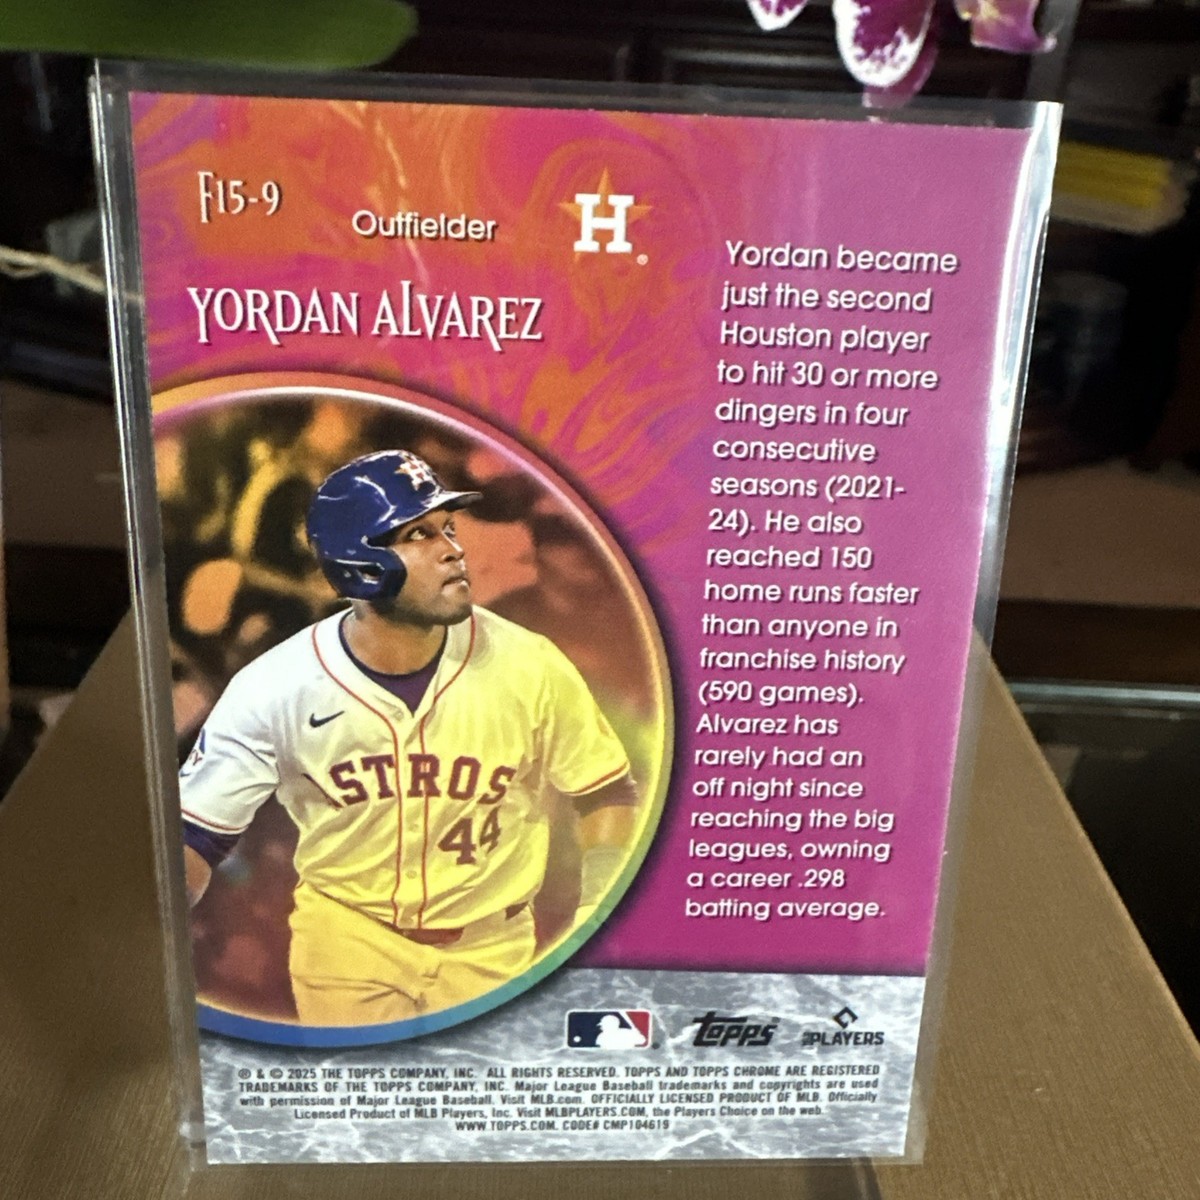 F15-9
Outfielder
H
®
YORDAN ALVAREZ
Yordan became
just the second
Houston player
to hit 30 or more
dingers in four
consecutive
seasons (2021-
24). He also
reached 150
home runs faster
than anyone in
franchise history
(590 games).
Alvarez has
rarely had an
off night since
reaching the big
leagues, owning
a career .298
batting average.
ASTROS
44
topps
MLB PLAYERS
® & © 2025 THE TOPPS COMPANY, INC. ALL RIGHTS RESERVED. TOPPS AND TOPPS CHROME ARE REGISTERED
TRADEMARKS OF THE TOPPS COMPANY, INC. Major League Baseball trademarks and copyrights are used
with permission of Major League Baseball. Visit MLB.com. OFFICIALLY LICENSED PRODUCT OF MLB. Officially
Licensed Product of MLB Players, Inc. Visit MLBPLAYERS.COM, the Players Choice on the web.
WWW.TOPPS.COM. CODE# CMP104619